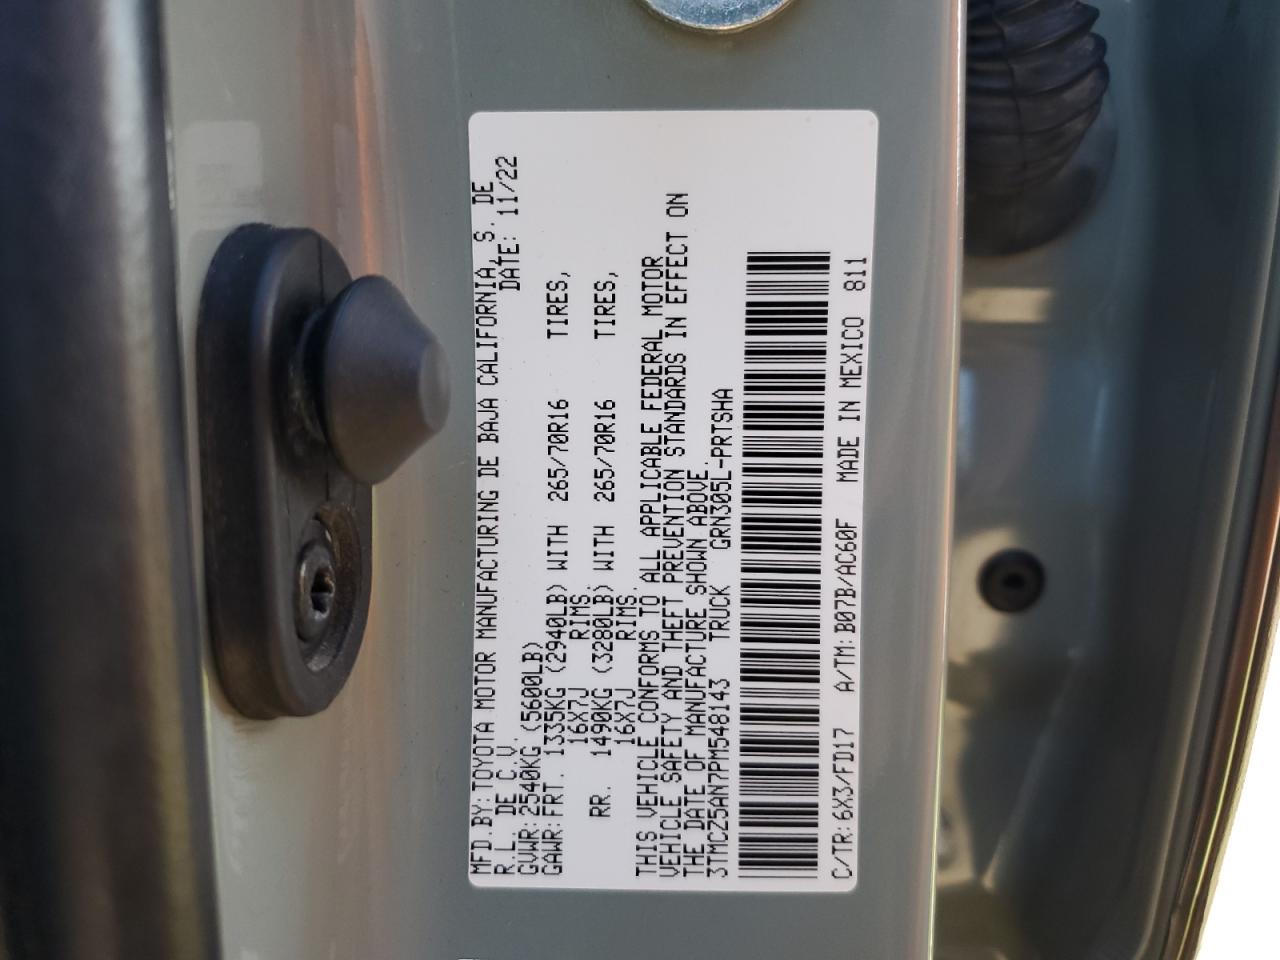 MFD.BY:TOYOTA MOTOR MANUFACTURING DE BAJA CALIFORNIA,S. DE
R.L. DE C.V. DATE: 11/22
GVWR:2540KG (5600LB)
GAWR:FRT. 1335KG (2940LB) WITH 265/70R16 TIRES,
16X7J RIMS.
RR. 1490KG (3280LB) WITH 265/70R16 TIRES,
16X7J RIMS.
THIS VEHICLE CONFORMS TO ALL APPLICABLE FEDERAL MOTOR
VEHICLE SAFETY AND THEFT PREVENTION STANDARDS IN EFFECT ON
THE DATE OF MANUFACTURE SHOWN ABOVE.
3TMCZ5AN7PM548143 TRUCK GRN305L-PRTSHA
C/TR:6X3/FD17 A/TM:B07B/AC60F MADE IN MEXICO 811